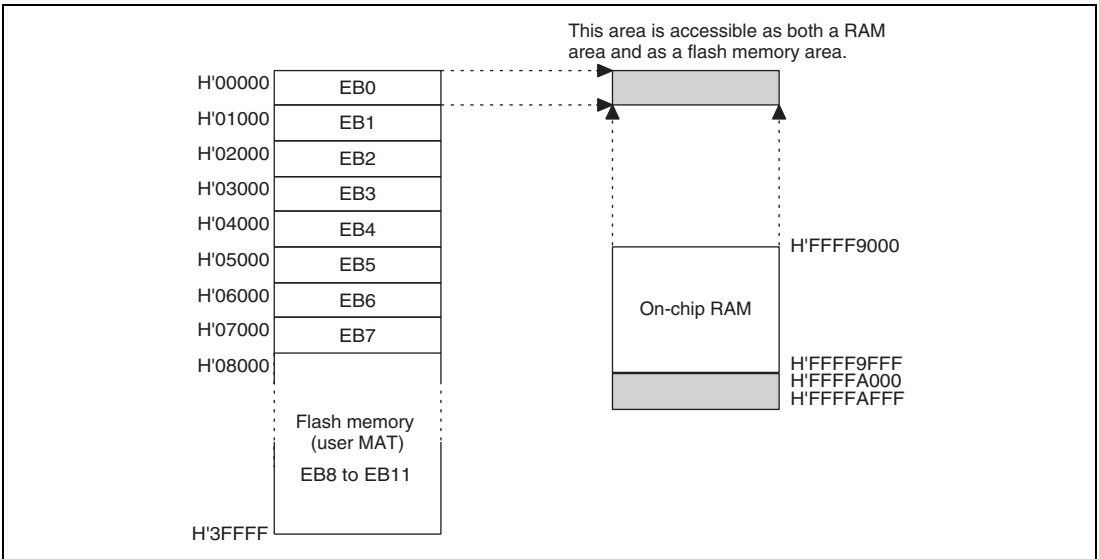 This area is accessible as both a RAM
area and as a flash memory area.
H'00000
EB0
H'01000
EB1
H'02000
EB2
H'03000
EB3
H'04000
EB4
H'05000
EB5
H'06000
EB6
H'07000
EB7
H'08000
Flash memory
(user MAT)
EB8 to EB11
H'3FFFF
H'FFFF9000
On-chip RAM
H'FFFF9FFF
H'FFFFA000
H'FFFFAFFF